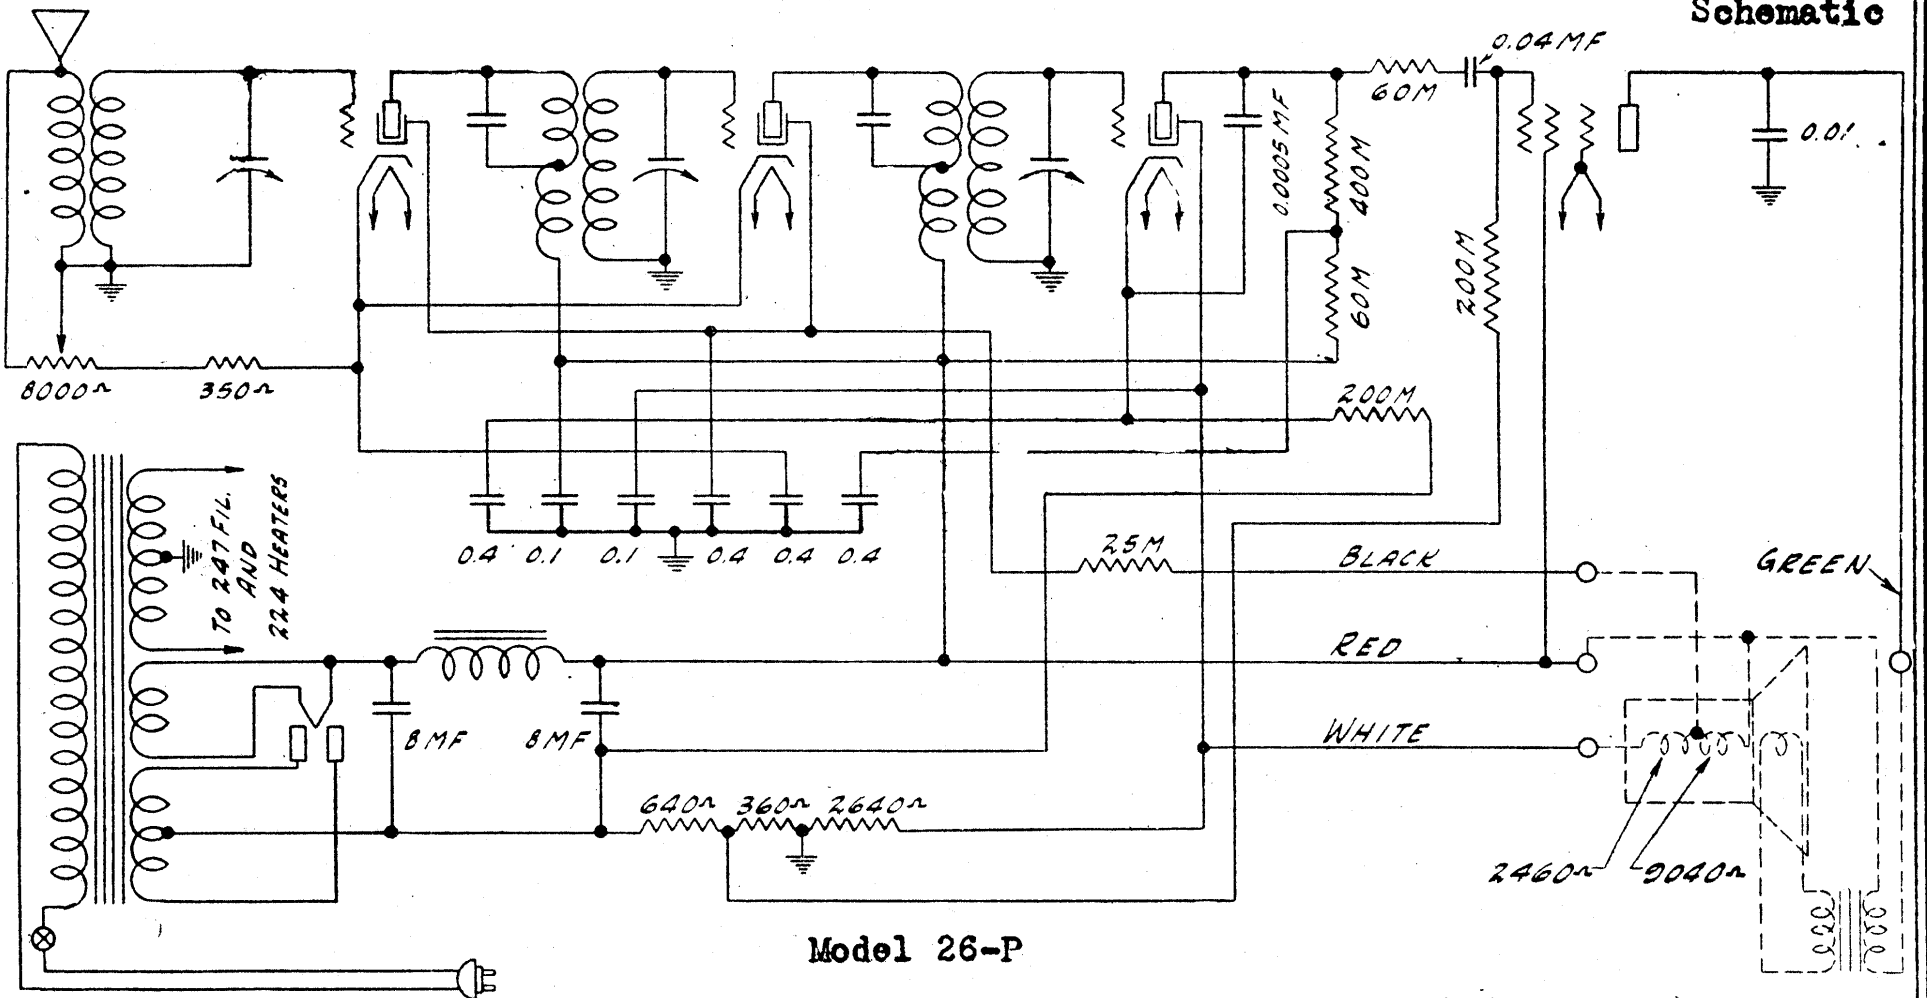 Schematic
0.04MF
60M
0.0005 MF
400M
0.01
200M
60M
8000Ω
350Ω
200M
TO 247 FIL.
AND
224 HEATERS
0.4 0.1 0.1 0.4 0.4 0.4
25M
BLACK
GREEN
RED
8MF
8MF
WHITE
640Ω 360Ω 2640Ω
2460Ω
9040Ω
Model 26-P